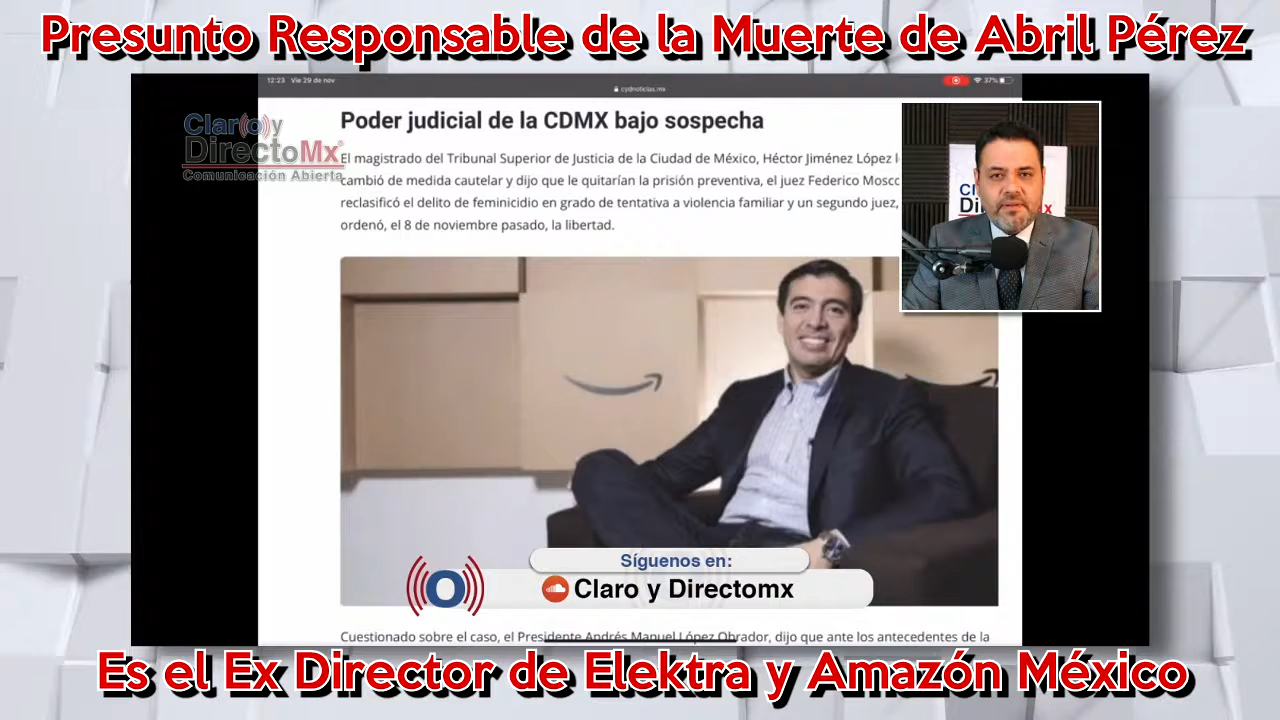 Presunto Responsable de la Muerte de Abril Pérez
12:23 Vie 29 de nov
37%
cydnoticias.mx
Claro y
DirectoMx
Comunicación Abierta
Poder judicial de la CDMX bajo sospecha
El magistrado del Tribunal Superior de Justicia de la Ciudad de México, Héctor Jiménez López
cambió de medida cautelar y dijo que le quitarían la prisión preventiva, el juez Federico Mosco
reclasificó el delito de feminicidio en grado de tentativa a violencia familiar y un segundo juez,
ordenó, el 8 de noviembre pasado, la libertad.
Síguenos en:
Claro y Directomx
Cuestionado sobre el caso, el Presidente Andrés Manuel López Obrador, dijo que ante los antecedentes de la
Es el Ex Director de Elektra y Amazón México